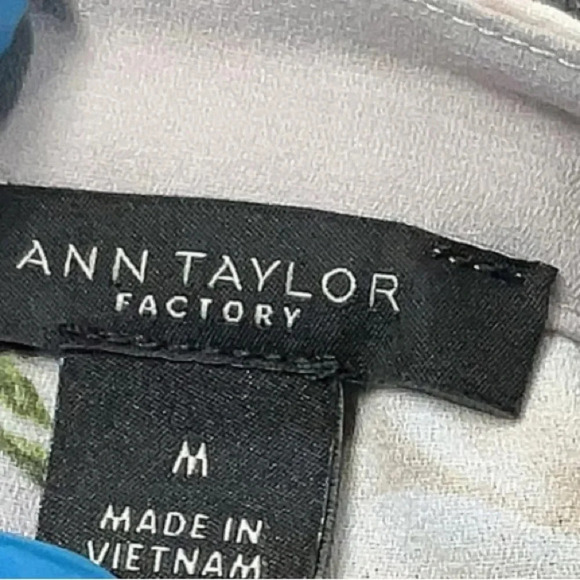 ANN TAYLOR
FACTORY
M
MADE IN
VIETNAM